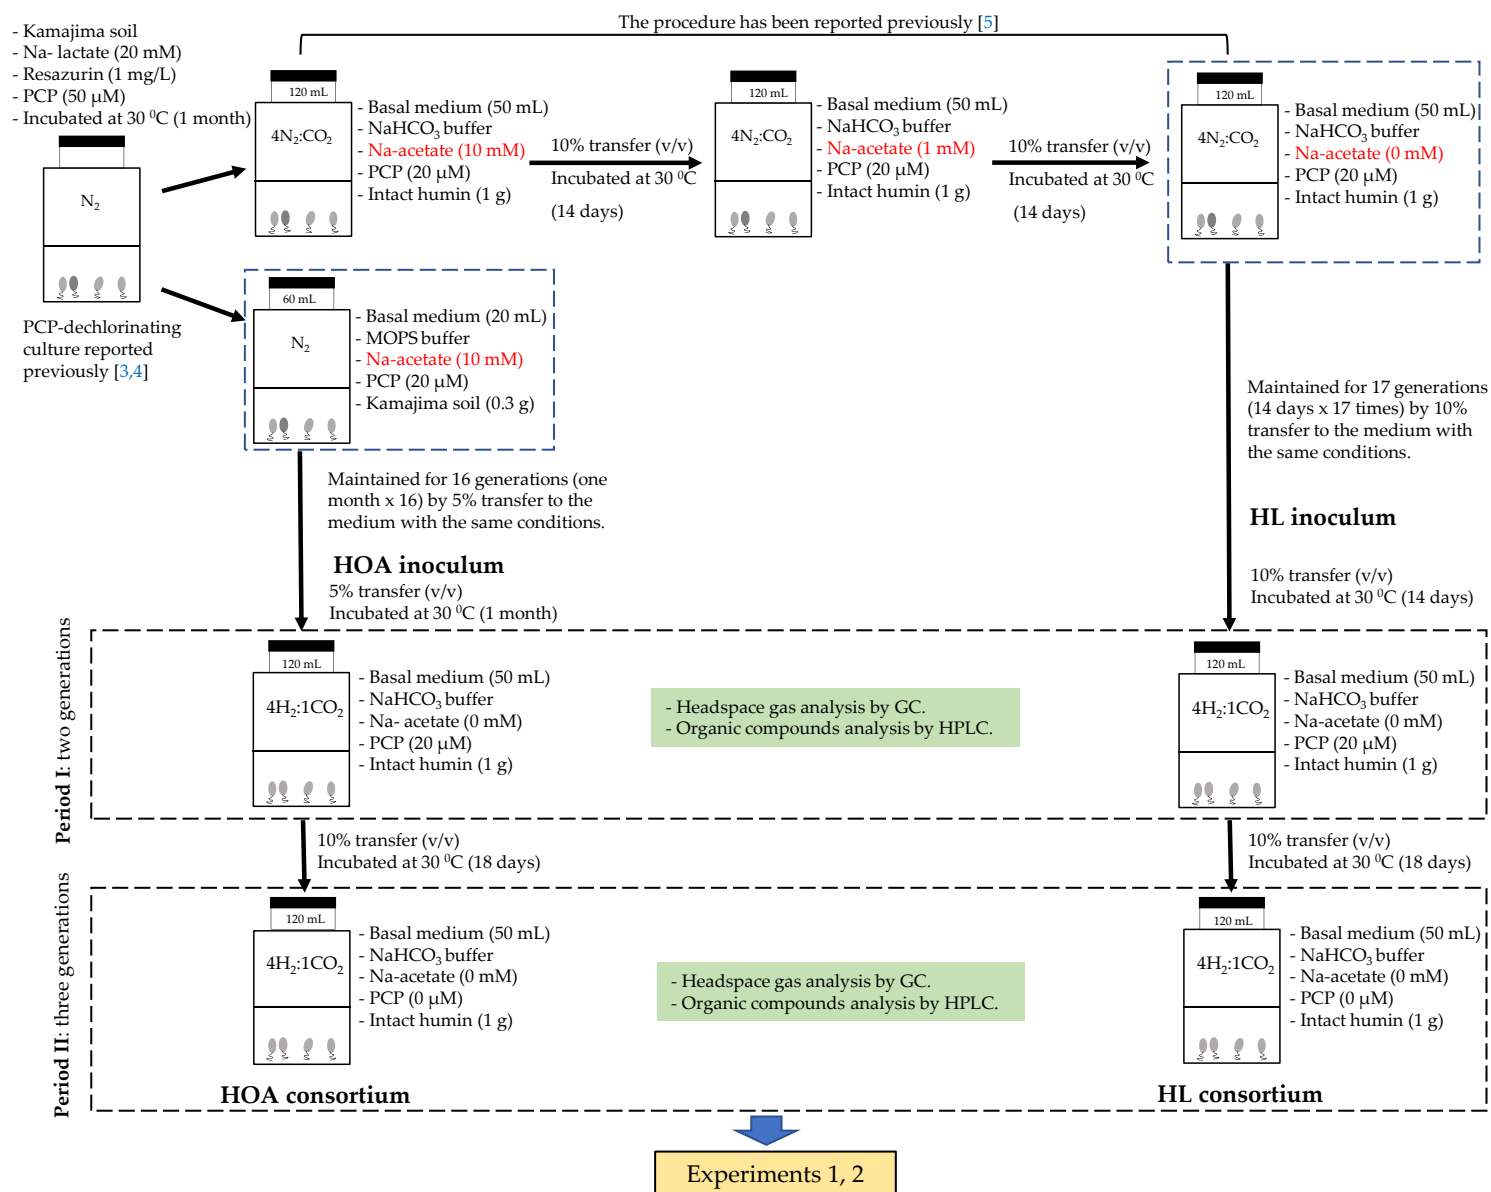 The procedure has been reported previously [5]
- Kamajima soil
- Na- lactate (20 mM)
- Resazurin (1 mg/L)
- PCP (50 µM)
- Incubated at 30 ⁰C (1 month)
N₂
PCP-dechlorinating
culture reported
previously [3,4]
120 mL
4N₂:CO₂
- Basal medium (50 mL)
- NaHCO₃ buffer
- Na-acetate (10 mM)
- PCP (20 µM)
- Intact humin (1 g)
10% transfer (v/v)
Incubated at 30 ⁰C
(14 days)
120 mL
4N₂:CO₂
- Basal medium (50 mL)
- NaHCO₃ buffer
- Na-acetate (1 mM)
- PCP (20 µM)
- Intact humin (1 g)
10% transfer (v/v)
Incubated at 30 ⁰C
(14 days)
120 mL
4N₂:CO₂
- Basal medium (50 mL)
- NaHCO₃ buffer
- Na-acetate (0 mM)
- PCP (20 µM)
- Intact humin (1 g)
60 mL
N₂
- Basal medium (20 mL)
- MOPS buffer
- Na-acetate (10 mM)
- PCP (20 µM)
- Kamajima soil (0.3 g)
Maintained for 16 generations (one
month x 16) by 5% transfer to the
medium with the same conditions.
HOA inoculum
5% transfer (v/v)
Incubated at 30 ⁰C (1 month)
Maintained for 17 generations
(14 days x 17 times) by 10%
transfer to the medium with
the same conditions.
HL inoculum
10% transfer (v/v)
Incubated at 30 ⁰C (14 days)
Period I: two generations
120 mL
4H₂:1CO₂
- Basal medium (50 mL)
- NaHCO₃ buffer
- Na- acetate (0 mM)
- PCP (20 µM)
- Intact humin (1 g)
- Headspace gas analysis by GC.
- Organic compounds analysis by HPLC.
120 mL
4H₂:1CO₂
- Basal medium (50 mL)
- NaHCO₃ buffer
- Na-acetate (0 mM)
- PCP (20 µM)
- Intact humin (1 g)
10% transfer (v/v)
Incubated at 30 ⁰C (18 days)
10% transfer (v/v)
Incubated at 30 ⁰C (18 days)
Period II: three generations
120 mL
4H₂:1CO₂
- Basal medium (50 mL)
- NaHCO₃ buffer
- Na-acetate (0 mM)
- PCP (0 µM)
- Intact humin (1 g)
HOA consortium
- Headspace gas analysis by GC.
- Organic compounds analysis by HPLC.
120 mL
4H₂:1CO₂
- Basal medium (50 mL)
- NaHCO₃ buffer
- Na-acetate (0 mM)
- PCP (0 µM)
- Intact humin (1 g)
HL consortium
Experiments 1, 2